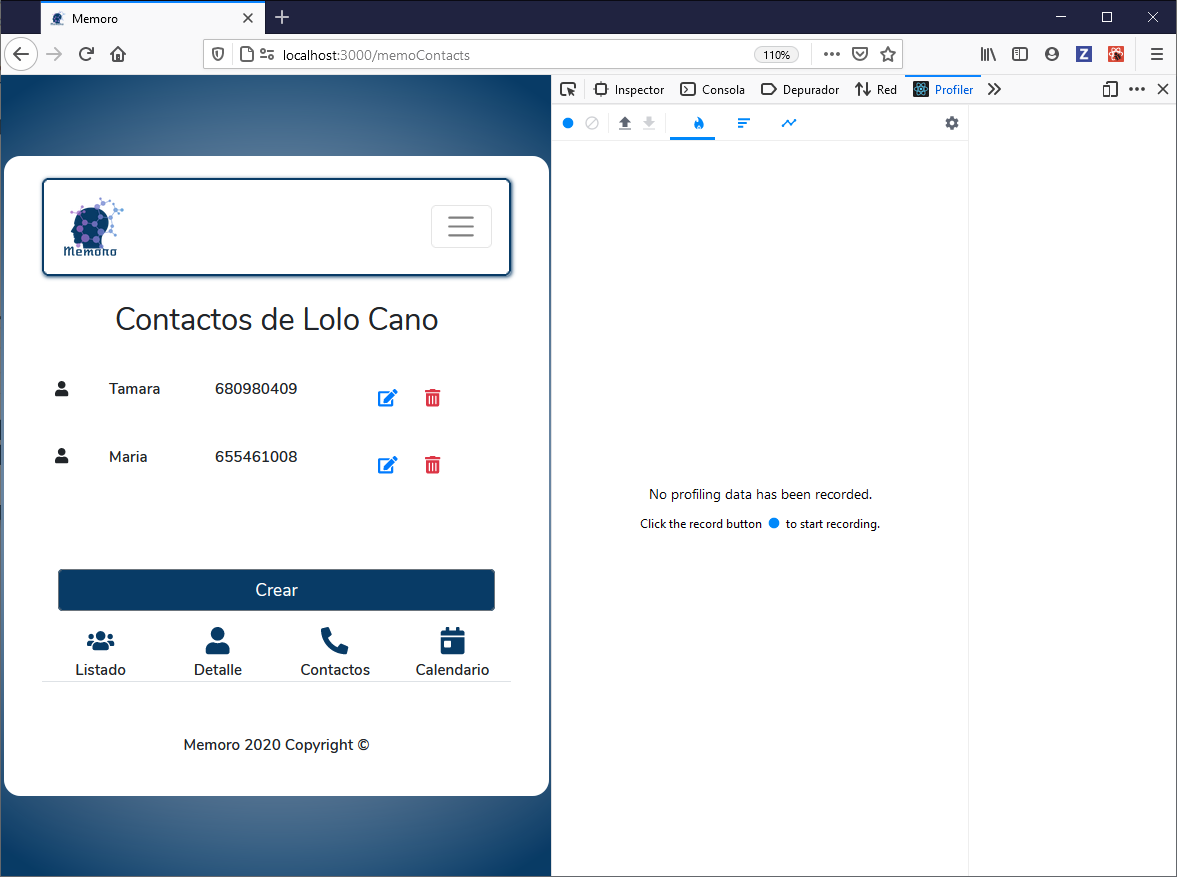 Memoro
localhost:3000/memoContacts
110%
Inspector
Consola
Depurador
Red
Profiler
Memoro
Contactos de Lolo Cano
Tamara 680980409
Maria 655461008
Crear
Listado
Detalle
Contactos
Calendario
Memoro 2020 Copyright ©
No profiling data has been recorded.
Click the record button to start recording.
Z